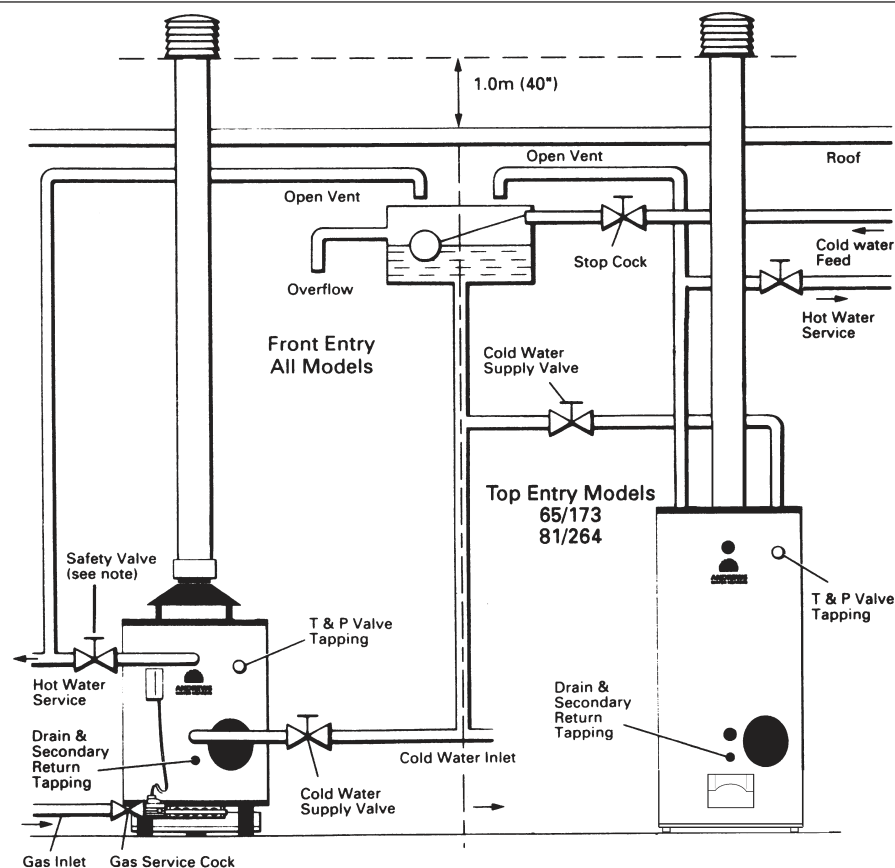 1.0m (40")
Open Vent
Roof
Open Vent
Cold water
Feed
Stop Cock
Overflow
Hot Water
Service
Front Entry
All Models
Cold Water
Supply Valve
Top Entry Models
65/173
81/264
Safety Valve
(see note)
T & P Valve
Tapping
T & P Valve
Tapping
Hot Water
Service
Drain &
Secondary
Return
Tapping
Drain &
Secondary
Return
Tapping
Cold Water Inlet
Cold Water
Supply Valve
Gas Inlet
Gas Service Cock